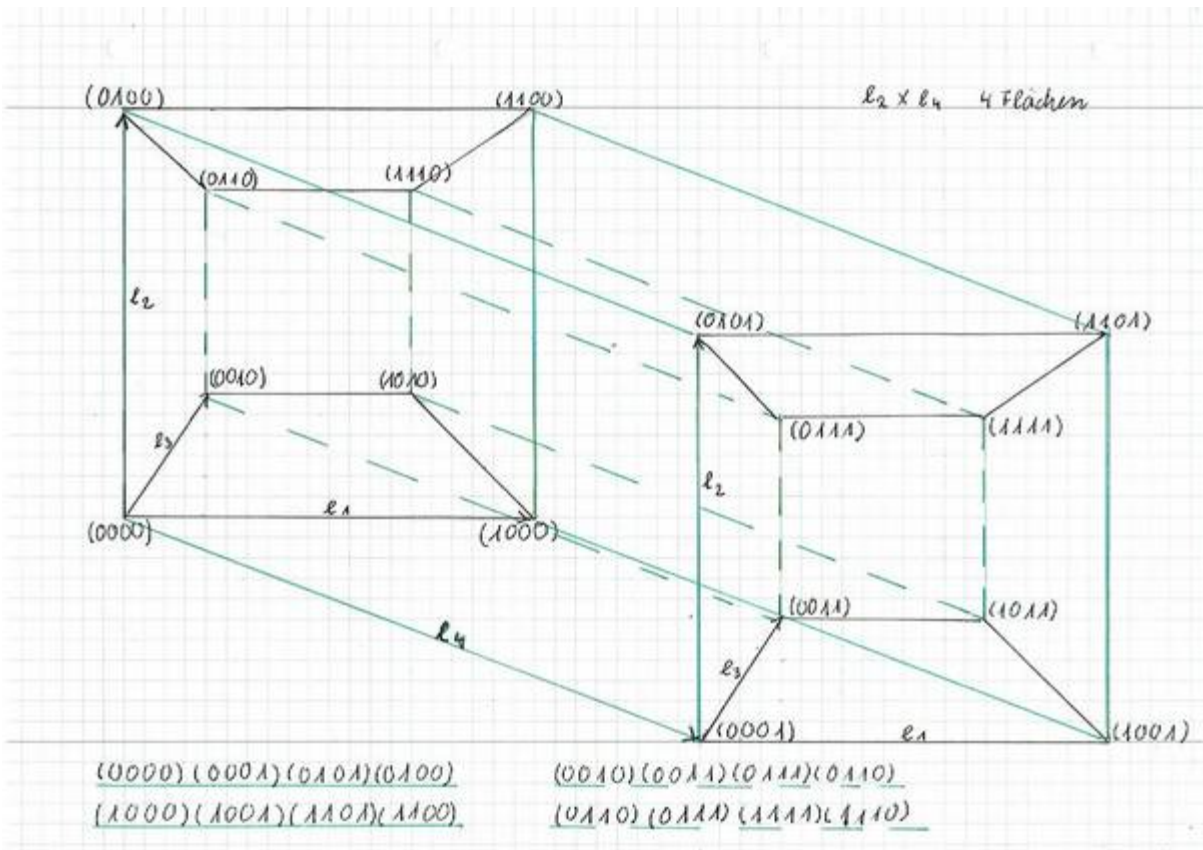 (0100) (1100) l₂ x l₄ 4 Flächen
(0110) (1110)
l₂
(0101) (1101)
(0010) (1010)
(0111) (1111)
l₃
l₂
l₁
(0000) (1000)
(0011) (1011)
l₄
l₃
(0001) l₁ (1001)
(0000)(0001)(0101)(0100) (0010)(0011)(0111)(0110)
(1000)(1001)(1101)(1100) (0110)(0111)(1111)(1110)